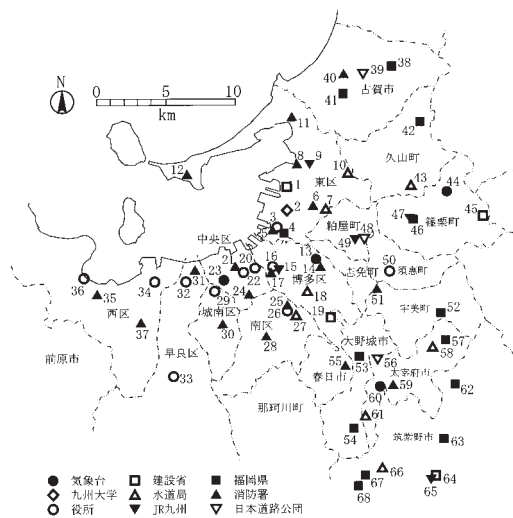 N
0 5 10
km
38
40 39
41 古賀市
11
42
12
8 9
10
久山町
1 東区
43 44
6 7
45
2
粕屋町
47
46
篠栗町
3
5 4
48
49
中央区
13
志免町
50
須恵町
23 21 20 16 15
14
博多区
36
31
22
17
51
35
34 32
29 24
18
宇美町
52
西区
城南区
25
26 27
19
37
30
南区
28
大野城市
57
58
前原市
早良区
55
53
56
春日市
太宰府市
33
60
59
62
那珂川町
61
54
筑紫野市
63
67 66
64
68
65
気象台 建設省 福岡県
九州大学 水道局 消防署
役所 JR九州 日本道路公団